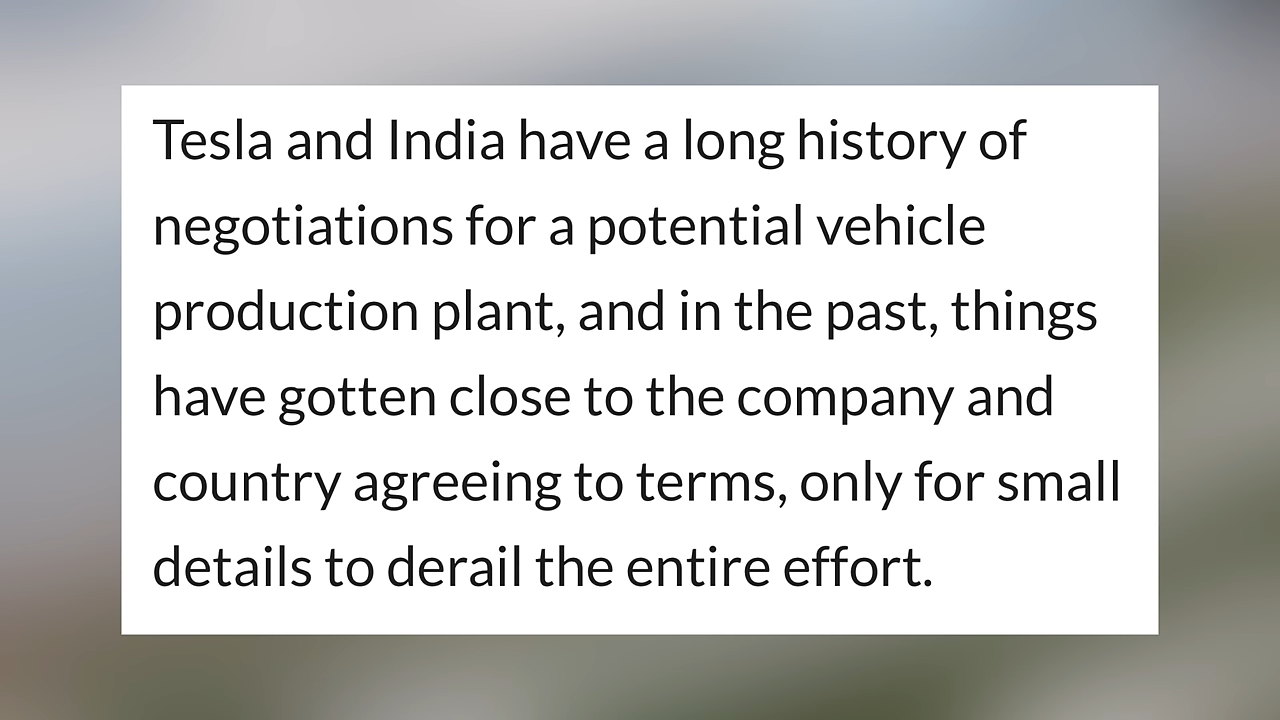 Tesla and India have a long history of
negotiations for a potential vehicle
production plant, and in the past, things
have gotten close to the company and
country agreeing to terms, only for small
details to derail the entire effort.